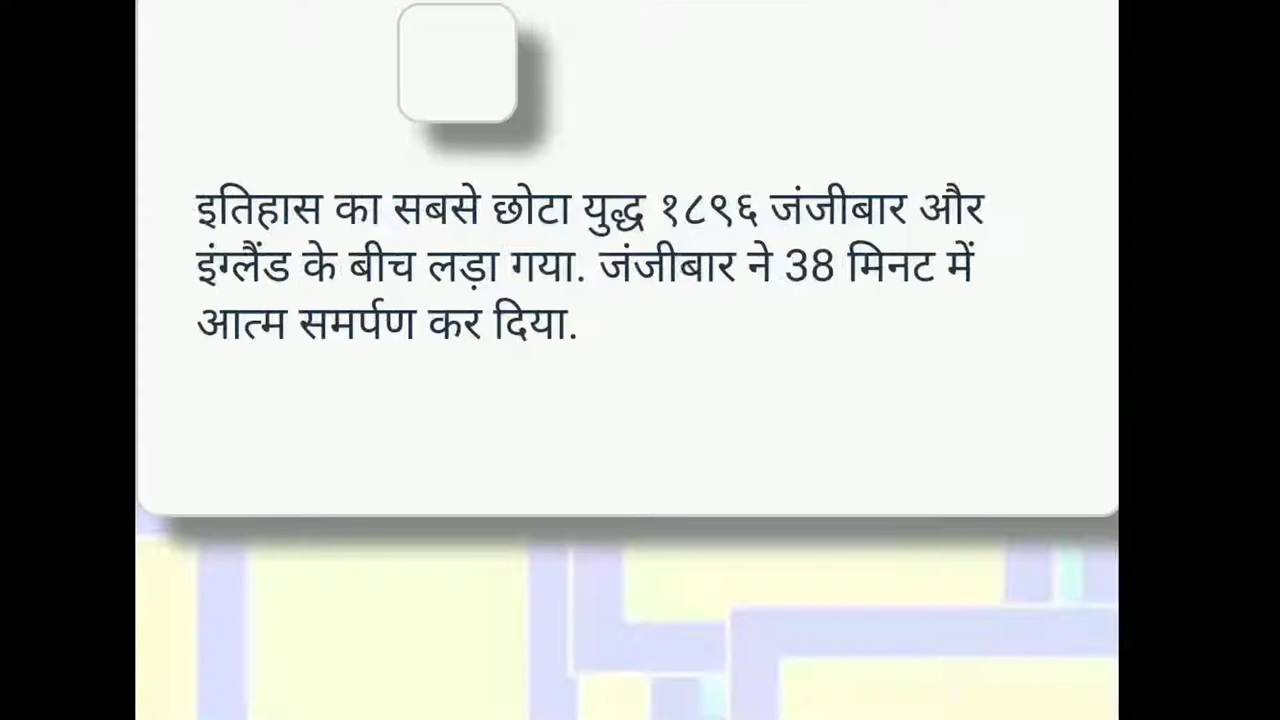 इतिहास का सबसे छोटा युद्ध १८९६ जंजीबार और
इंग्लैंड के बीच लड़ा गया. जंजीबार ने 38 मिनट में
आत्म समर्पण कर दिया.